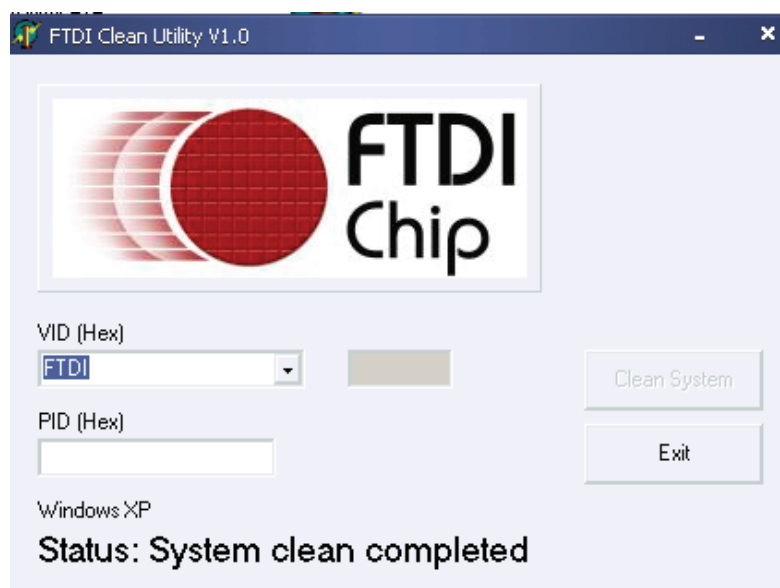 FTDI Clean Utility V1.0
FTDI
Chip
VID (Hex)
FTDI
Clean System
PID (Hex)
Exit
Windows XP
Status: System clean completed